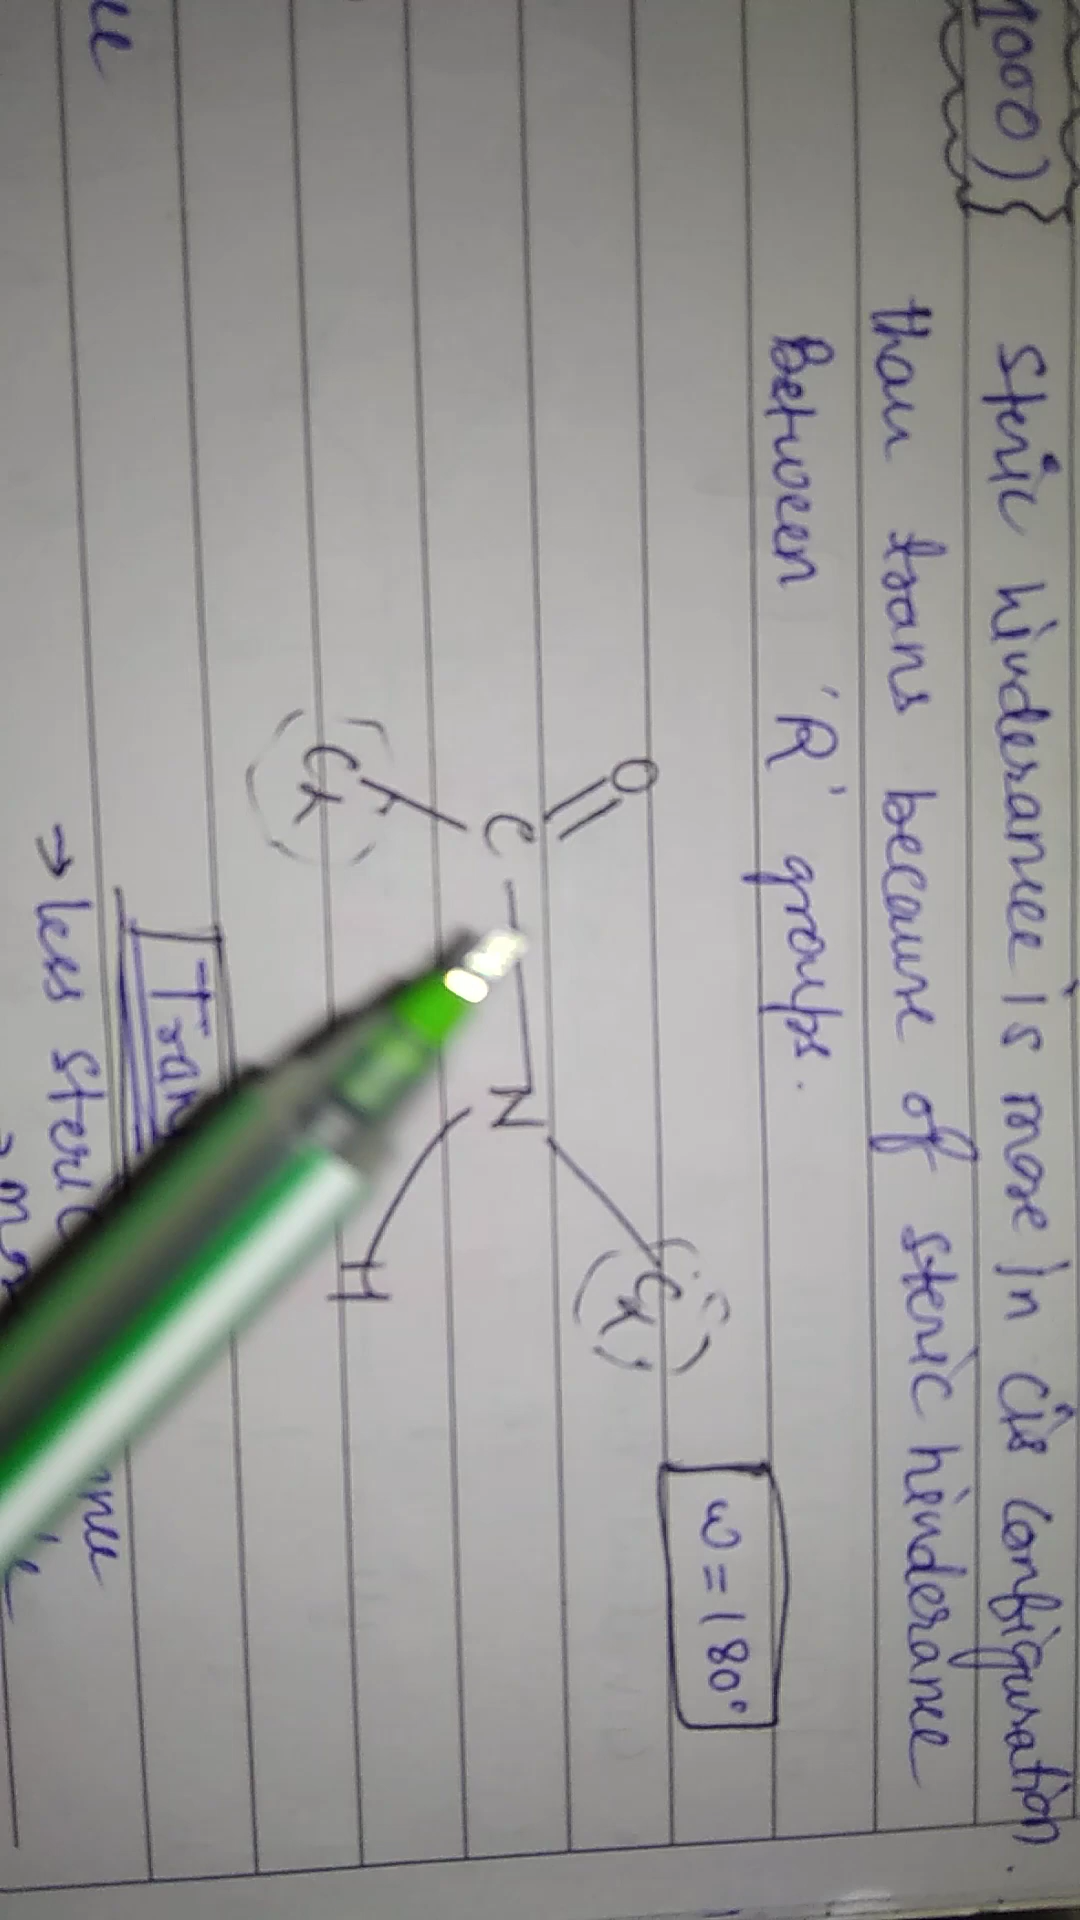 1000)} Steric hinderance is more in cis configuration.
than trans because of steric hinderance
Between 'R' groups.
ω = 180°
O
C N
Cα
Cα
H
Tran
→ less steric